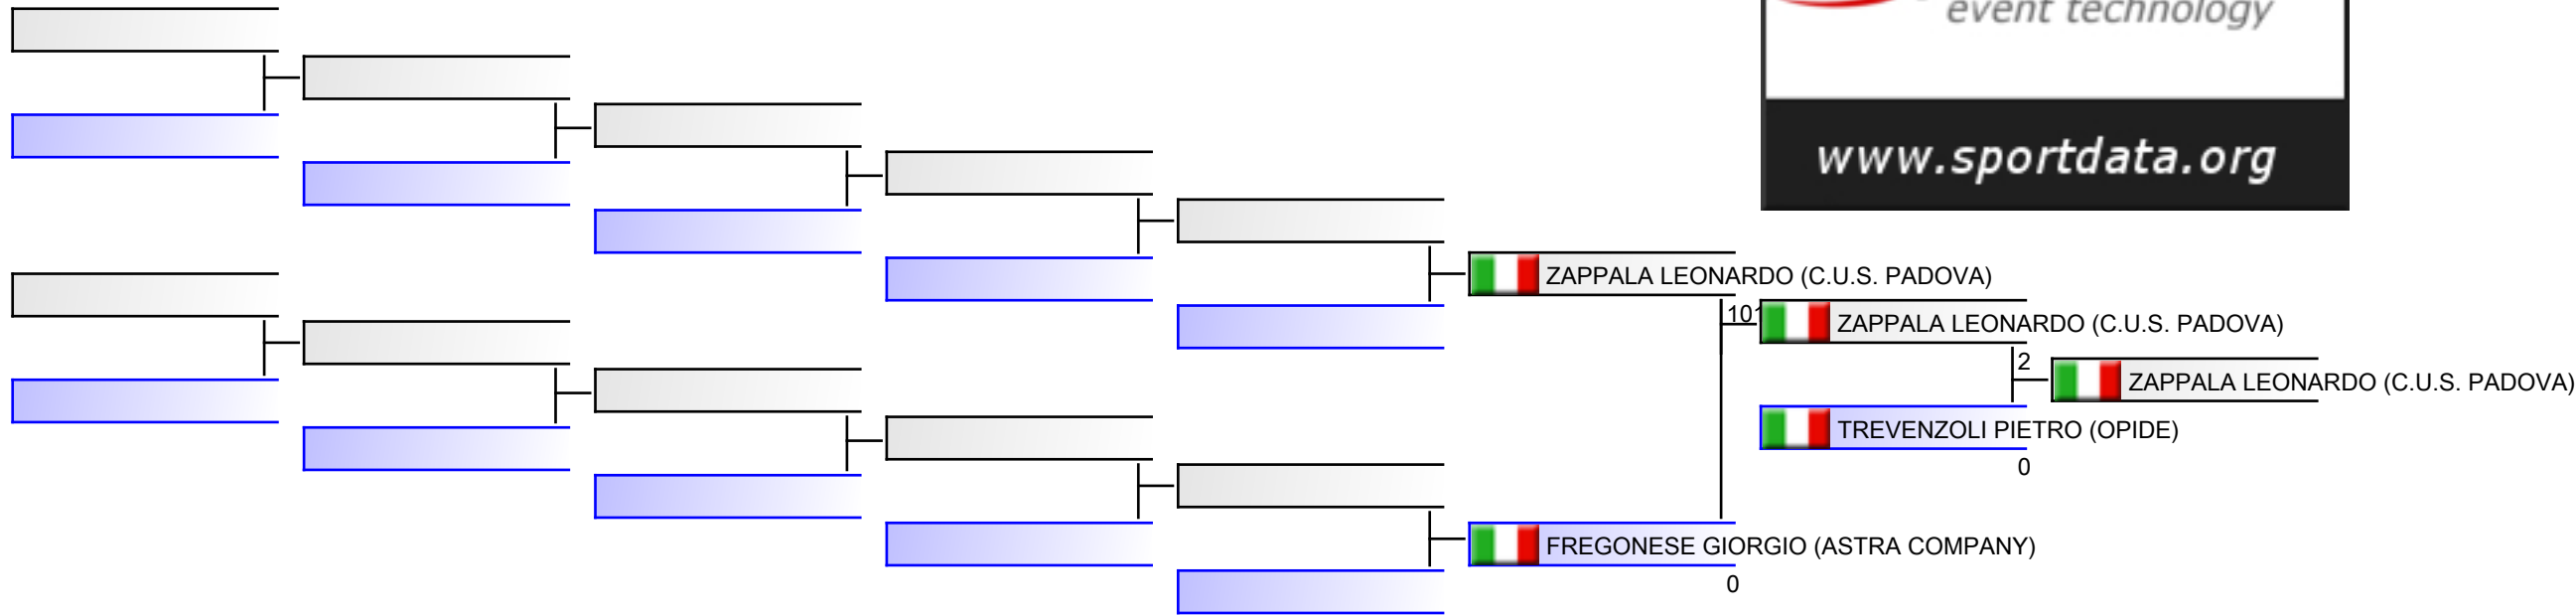 event technology
www.sportdata.org
ZAPPALA LEONARDO (C.U.S. PADOVA)
101
ZAPPALA LEONARDO (C.U.S. PADOVA)
2
ZAPPALA LEONARDO (C.U.S. PADOVA)
TREVENZOLI PIETRO (OPIDE)
0
FREGONESE GIORGIO (ASTRA COMPANY)
0